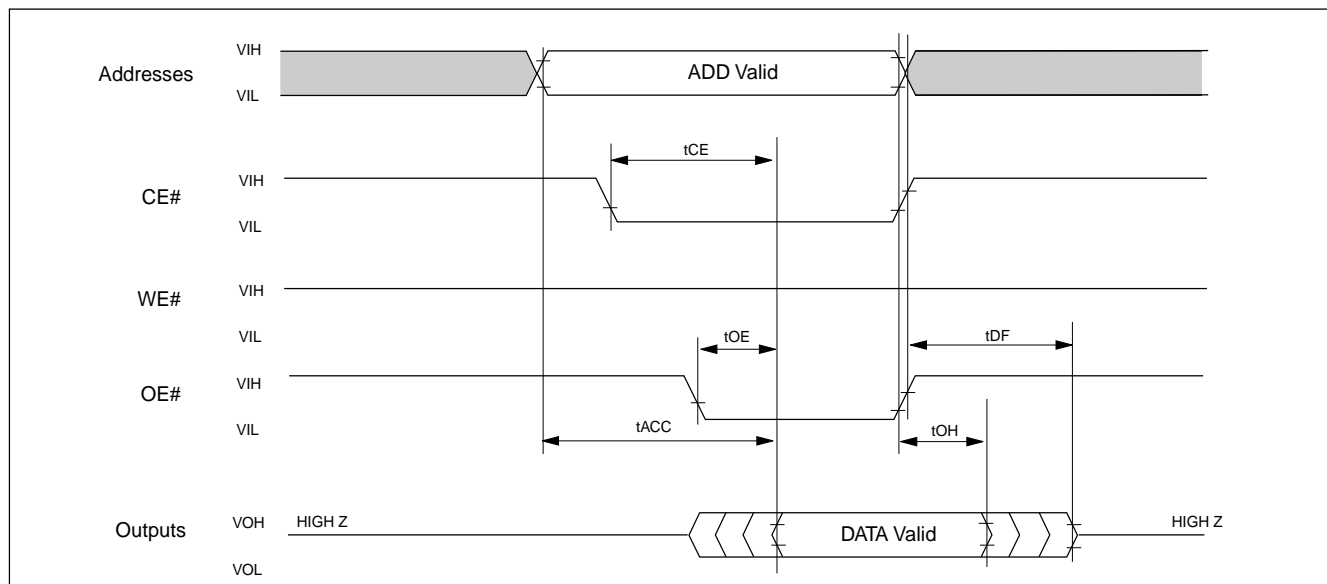 Addresses
VIH
VIL
ADD Valid
tCE
CE#
VIH
VIL
WE#
VIH
VIL
tOE
tDF
OE#
VIH
VIL
tACC
tOH
Outputs
VOH
VOL
HIGH Z
DATA Valid
HIGH Z